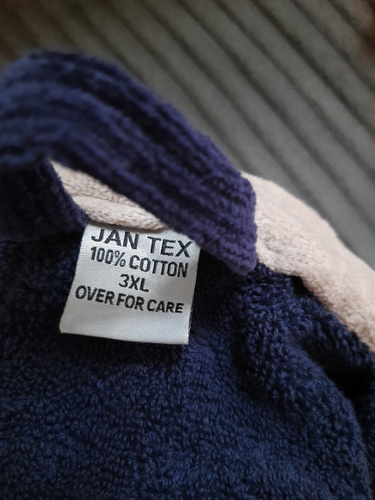 JAN TEX
100% COTTON
3XL
OVER FOR CARE